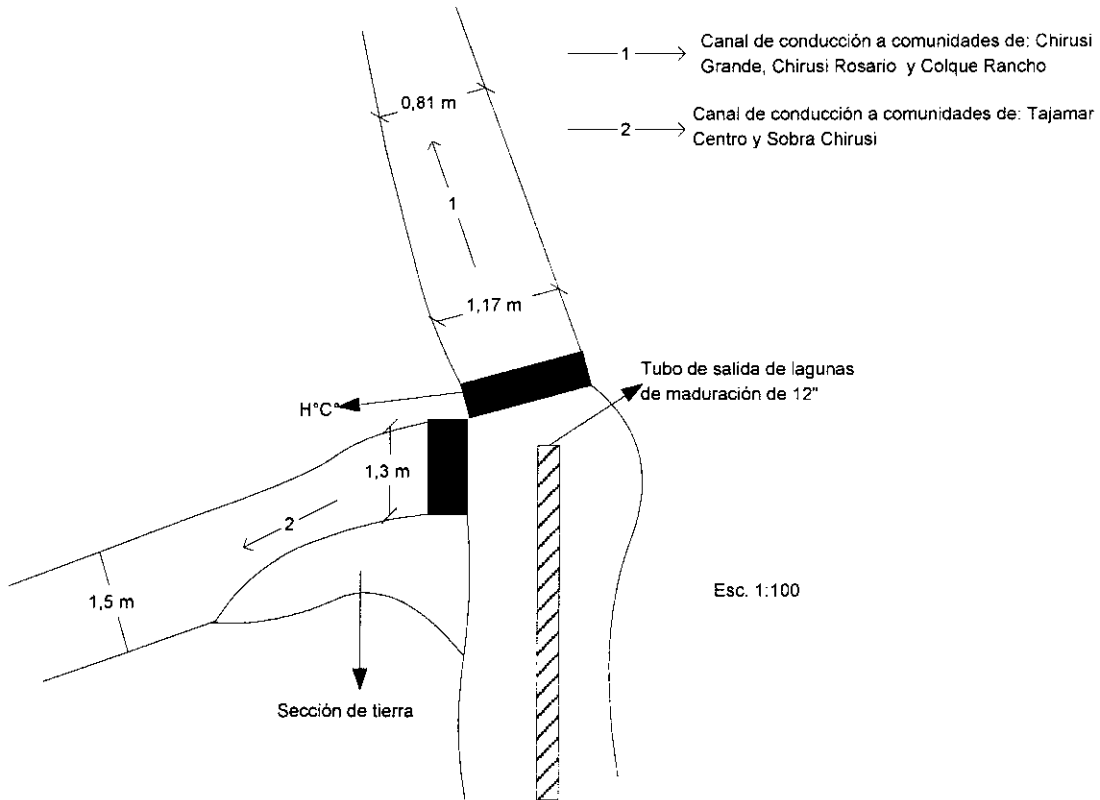 1
Canal de conducción a comunidades de: Chirusi
Grande, Chirusi Rosario y Colque Rancho
2
Canal de conducción a comunidades de: Tajamar
Centro y Sobra Chirusi
0,81 m
1
1,17 m
Tubo de salida de lagunas
de maduración de 12"
H°C°
1,3 m
2
1,5 m
Esc. 1:100
Sección de tierra